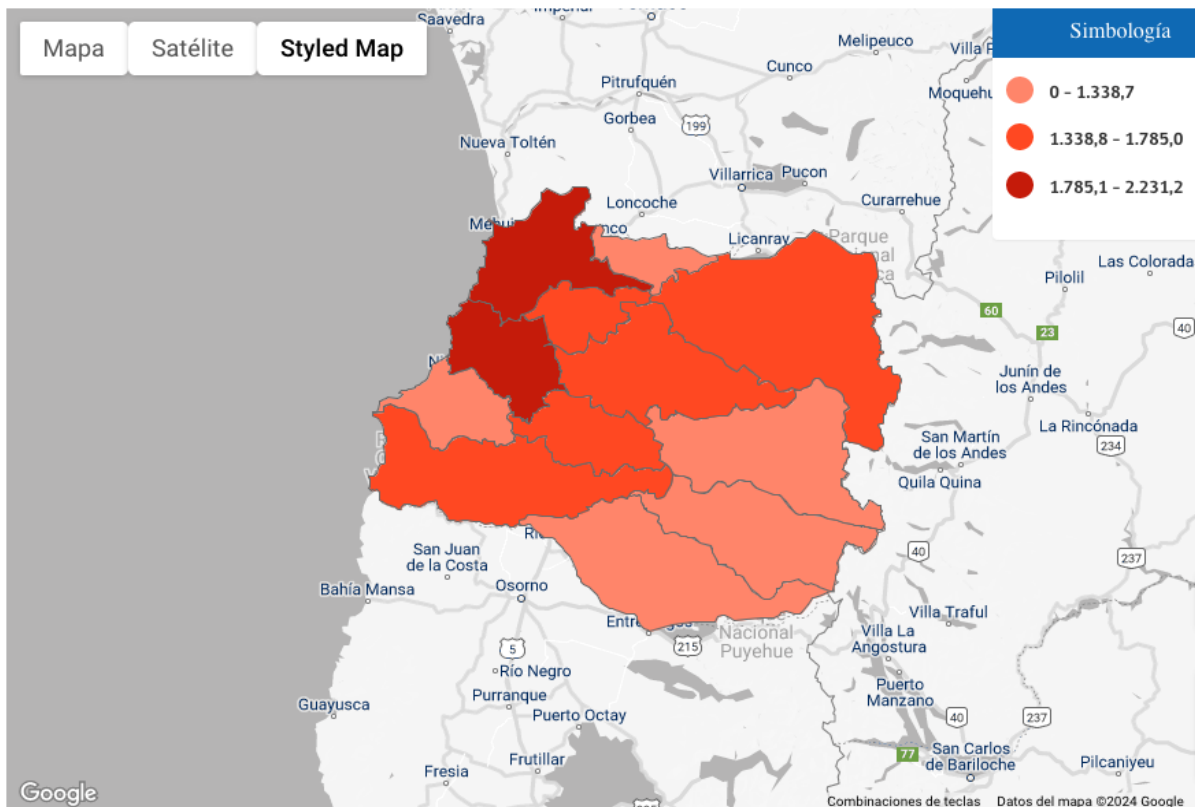 Mapa
Satélite
Styled Map
Simbología
0 – 1.338,7
1.338,8 – 1.785,0
1.785,1 – 2.231,2
Saavedra
Melipeuco
Cunco
Pitrufquén
Gorbea
199
Nueva Toltén
Villarrica
Pucon
Loncoche
Curarrehue
Licanray
Parque
Las Colorada
Pilolil
60
23
40
Junín de
los Andes
La Rincónada
234
San Martín
de los Andes
Quila Quina
40
237
San Juan
de la Costa
Bahía Mansa
Osorno
Villa Traful
Nacional
Puyehue
215
5
Villa La
Angostura
Río Negro
Puerto
Manzano
Purranque
Guayusca
Puerto Octay
40
237
77
San Carlos
de Bariloche
Frutillar
Pilcaniyeu
Fresia
Google
Combinaciones de teclas
Datos del mapa ©2024 Google